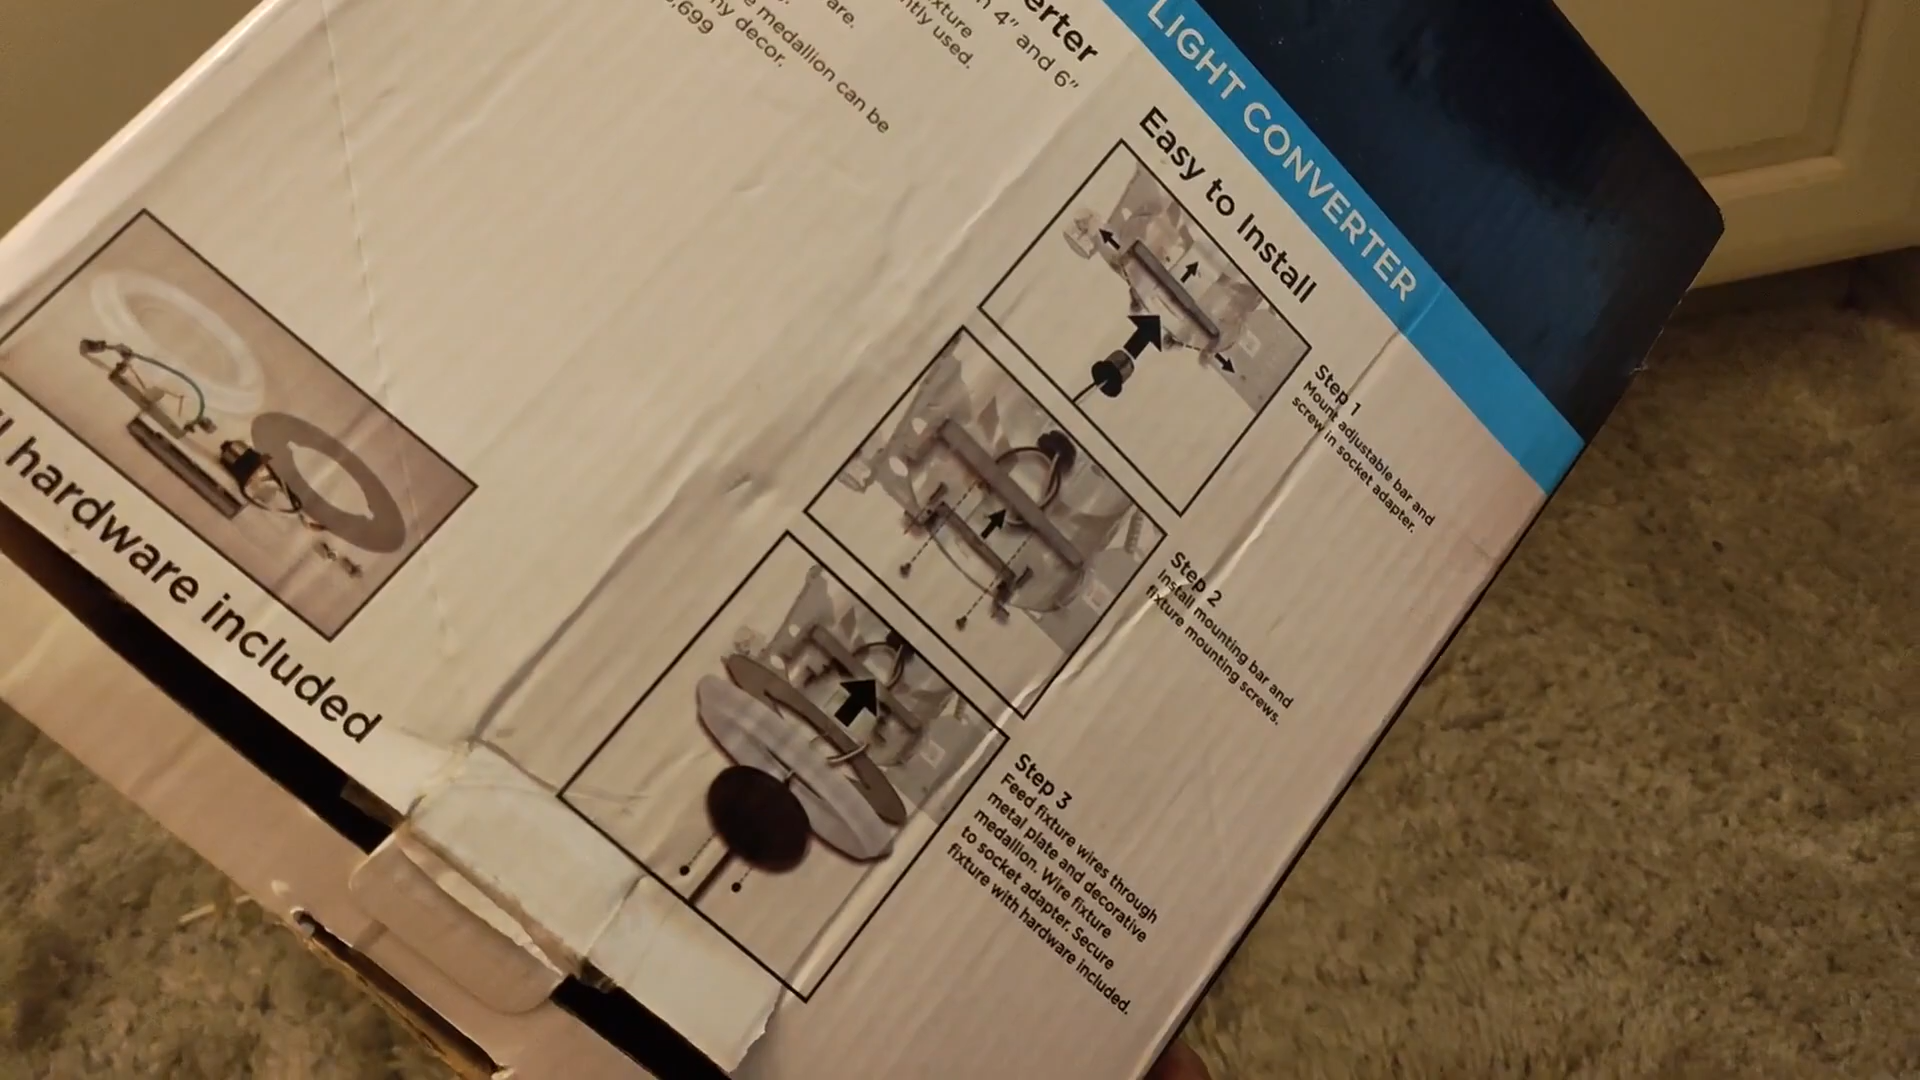 LIGHT CONVERTER
n 4" and 6"
ntly used.
medallion can be
ny decor.
,699
Easy to Install
Step 1
Mount adjustable bar and
screw in socket adapter.
Step 2
Install mounting bar and
fixture mounting screws.
Step 3
Feed fixture wires through
metal plate and decorative
medallion. Wire fixture
to socket adapter. Secure
fixture with hardware included.
hardware included